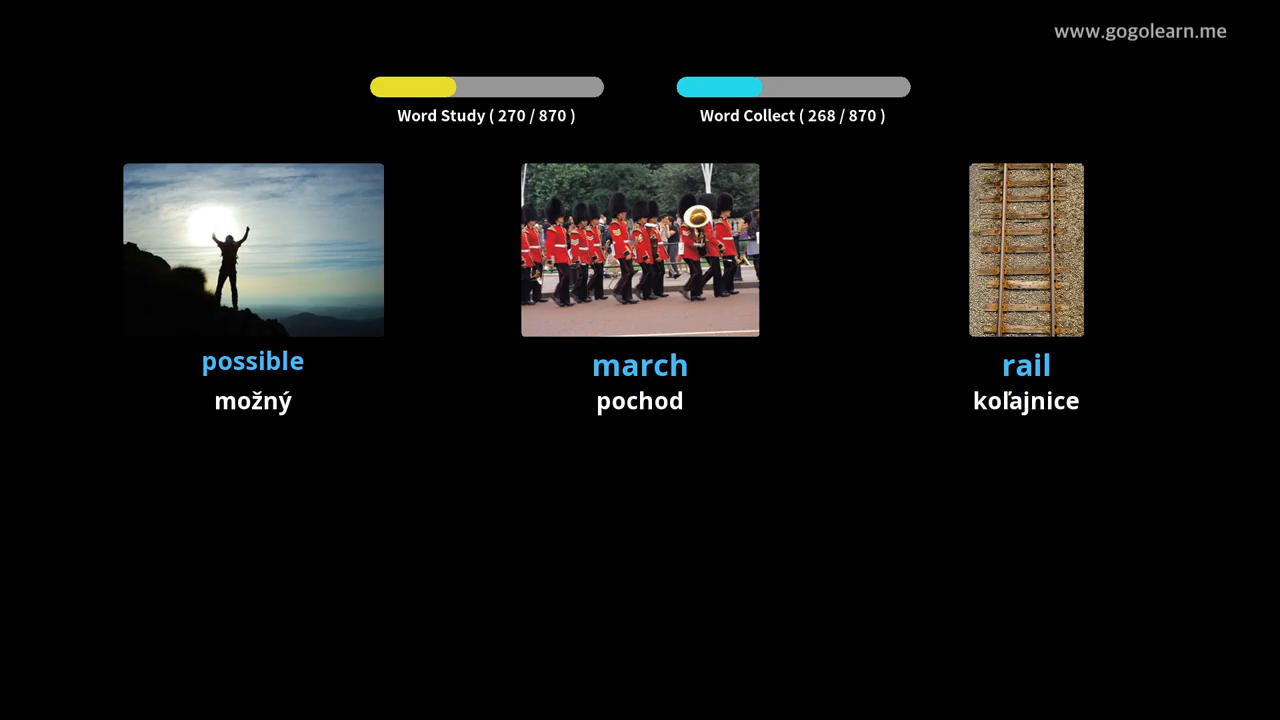 www.gogolearn.me
Word Study ( 270 / 870 )
Word Collect ( 268 / 870 )
possible
možný
march
pochod
rail
koľajnice